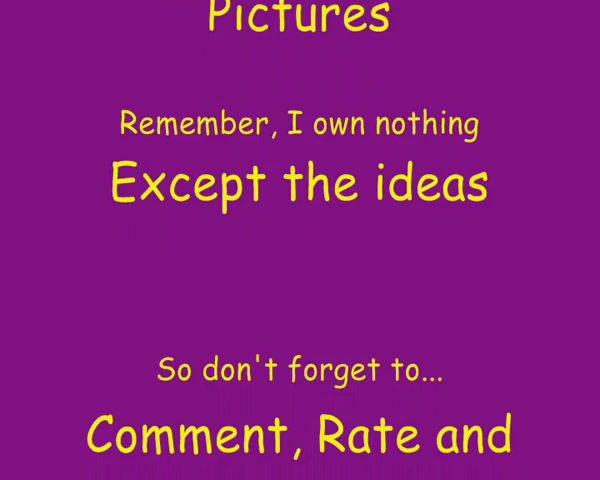 Pictures
Remember, I own nothing
Except the ideas
So don't forget to...
Comment, Rate and